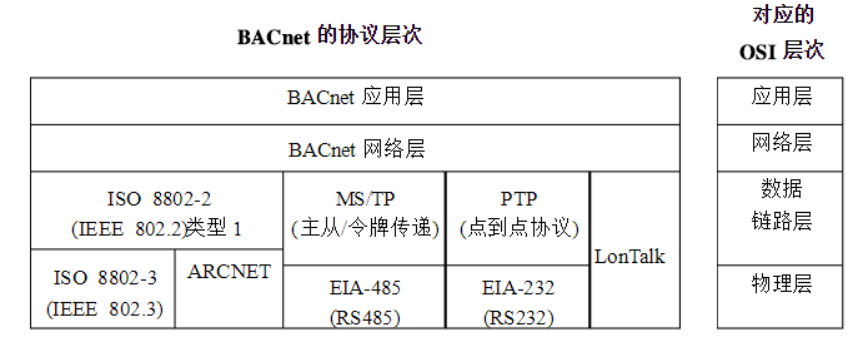 BACnet 的协议层次
对应的
OSI 层次
BACnet 应用层
应用层
BACnet 网络层
网络层
ISO 8802-2
(IEEE 802.2)类型 1
MS/TP
(主从/令牌传递)
PTP
(点到点协议)
LonTalk
数据
链路层
ISO 8802-3
(IEEE 802.3)
ARCNET
EIA-485
(RS485)
EIA-232
(RS232)
物理层